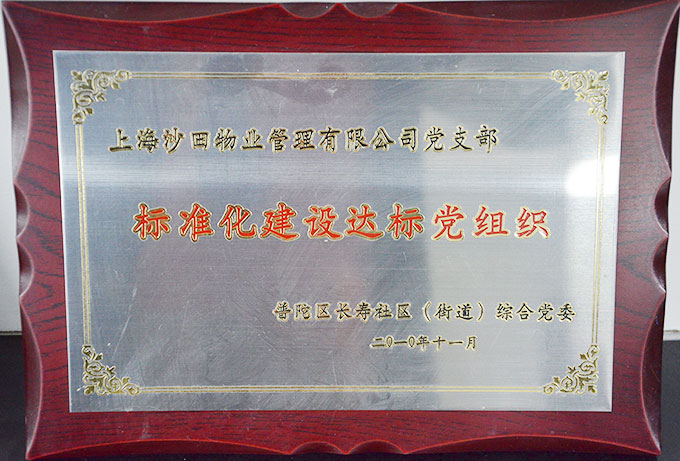 上海沙田物业管理有限公司党支部
标准化建设达标党组织
普陀区长寿社区（街道）综合党委
二〇一〇年十一月